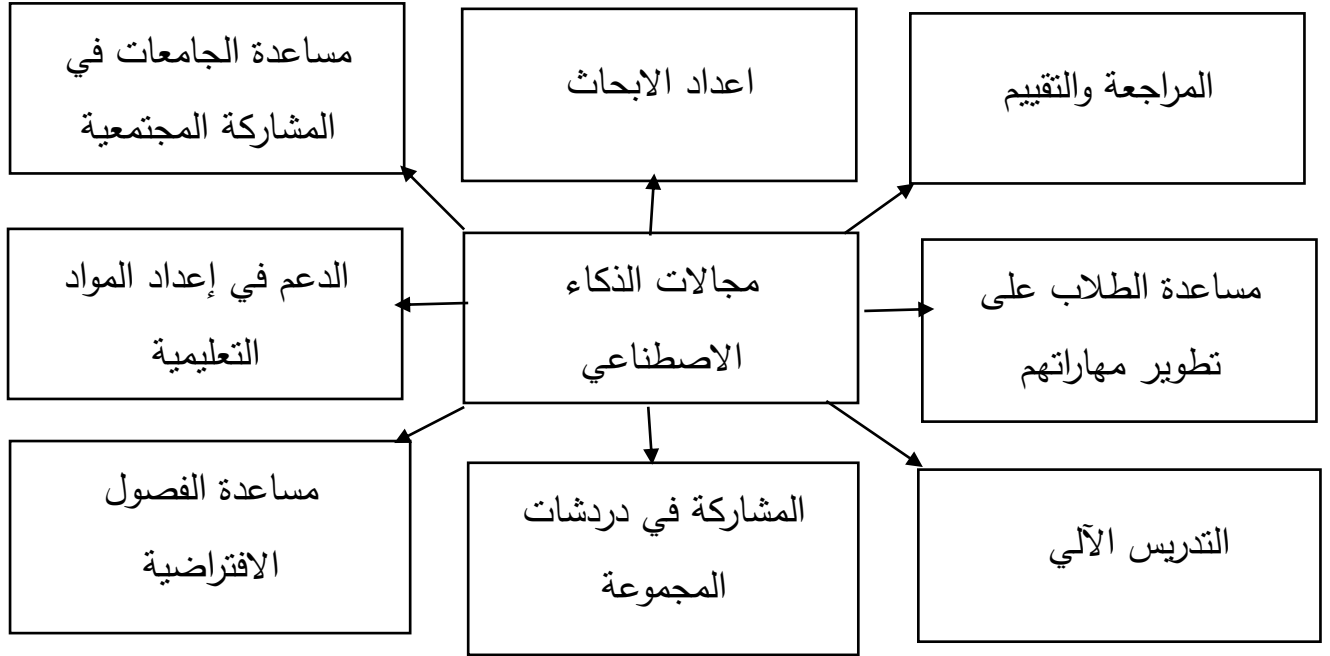 المراجعة والتقييم
اعداد الابحاث
مساعدة الجامعات في
المشاركة المجتمعية
مساعدة الطلاب على
تطوير مهاراتهم
مجالات الذكاء
الاصطناعي
الدعم في إعداد المواد
التعليمية
التدريس الآلي
المشاركة في دردشات
المجموعة
مساعدة الفصول
الافتراضية